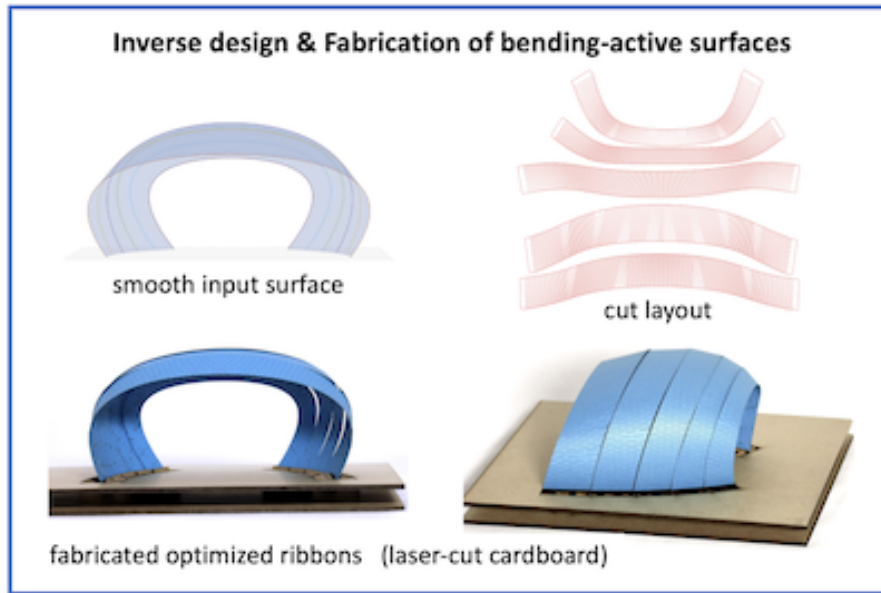 Inverse design & Fabrication of bending-active surfaces
smooth input surface
cut layout
fabricated optimized ribbons (laser-cut cardboard)